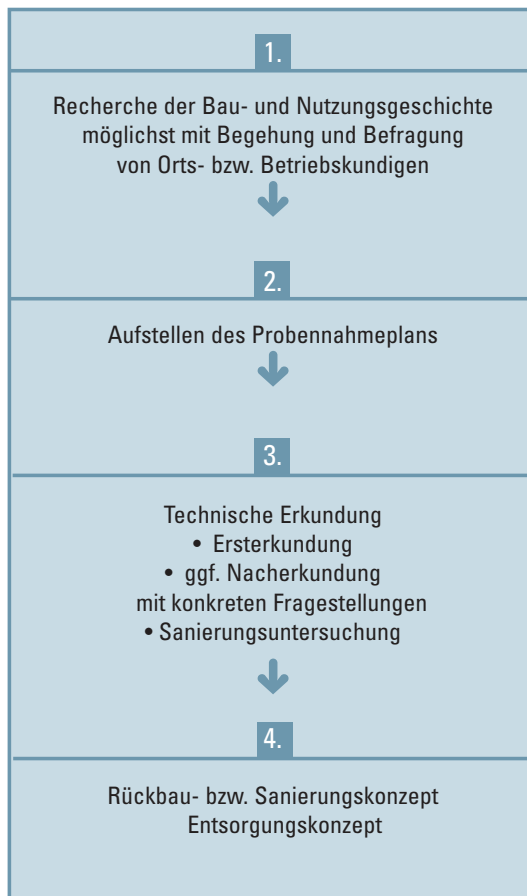 1.
Recherche der Bau- und Nutzungsgeschichte
möglichst mit Begehung und Befragung
von Orts- bzw. Betriebskundigen
2.
Aufstellen des Probennahmeplans
3.
Technische Erkundung
• Ersterkundung
• ggf. Nacherkundung
mit konkreten Fragestellungen
• Sanierungsuntersuchung
4.
Rückbau- bzw. Sanierungskonzept
Entsorgungskonzept